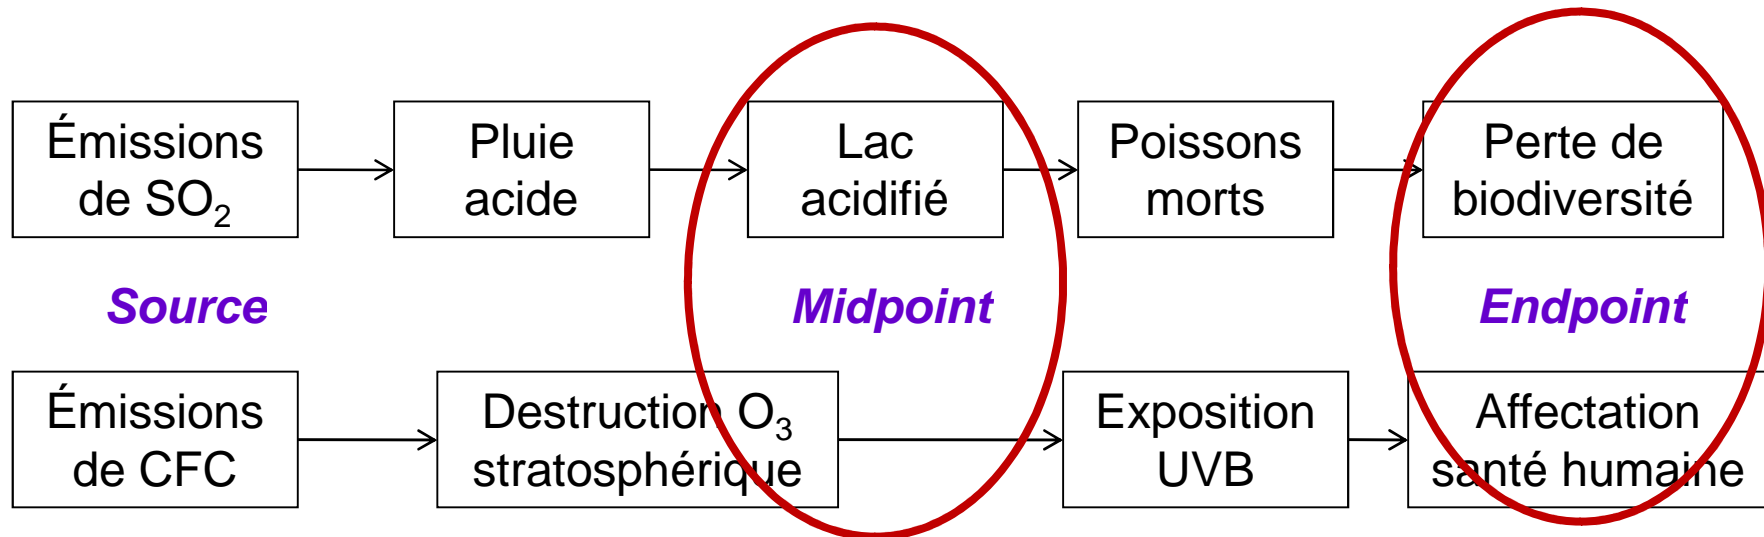 Émissions
de SO₂
Pluie
acide
Lac
acidifié
Poissons
morts
Perte de
biodiversité
Source
Midpoint
Endpoint
Émissions
de CFC
Destruction O₃
stratosphérique
Exposition
UVB
Affectation
santé humaine